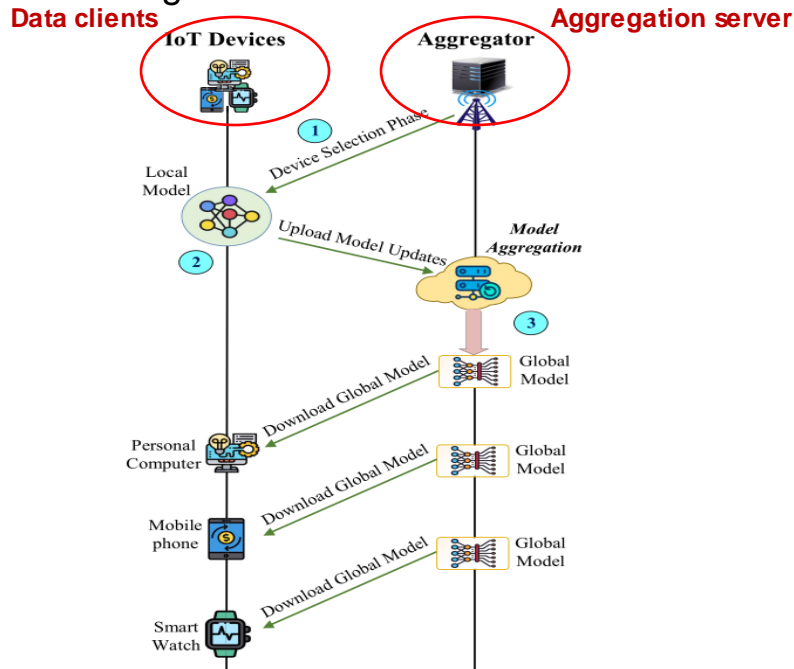 Data clients
Aggregation server
IoT Devices
Aggregator
1
Device Selection Phase
Local
Model
Upload Model Updates
2
Model
Aggregation
3
Download Global Model
Global
Model
Personal
Computer
Download Global Model
Global
Model
Mobile
phone
Download Global Model
Global
Model
Smart
Watch